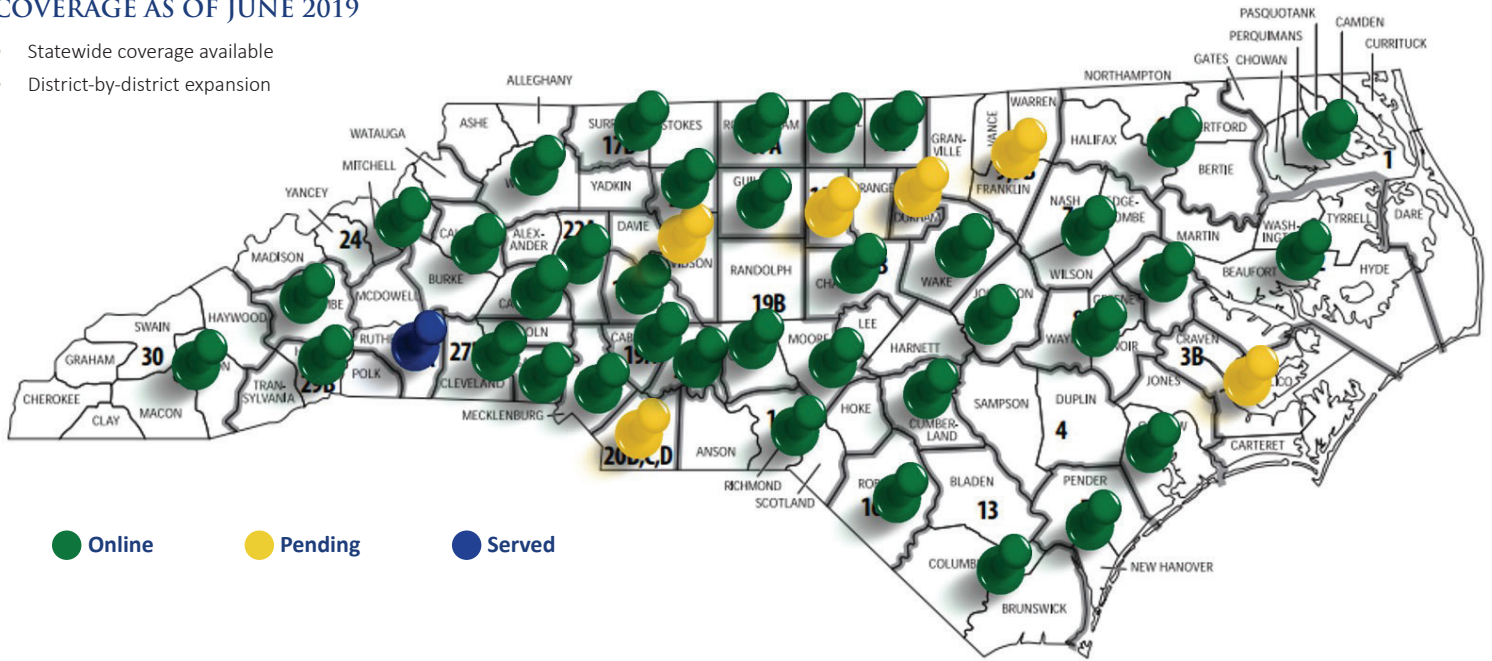 COVERAGE AS OF JUNE 2019
Statewide coverage available
District-by-district expansion
PASQUOTANK
CAMDEN
PERQUIMANS
CURRITUCK
GATES
CHOWAN
NORTHAMPTON
ALLEGHANY
WARREN
ASHE
STOKES
VANCE
GRAN-
VILLE
HALIFAX
WATAUGA
MITCHELL
1
BERTIE
YADKIN
FRANKLIN
YANCEY
NASH
TYRRELL
DARE
DAVIE
DURHAM
WASH-
24
ALEX-
ANDER
MARTIN
MADISON
RANDOLPH
WILSON
BEAUFORT
HYDE
BURKE
WAKE
MCDOWELL
19B
HAYWOOD
SWAIN
LEE
30
MOORE
HARNETT
CRAVEN
3B
GRAHAM
POLK
CLEVELAND
JONES
TRAN-
SYLVANIA
29B
CHEROKEE
CLAY
MACON
MECKLENBURG
HOKE
SAMPSON
DUPLIN
4
CUMBER-
LAND
CARTERET
ANSON
20B,C,D
RICHMOND
SCOTLAND
BLADEN
13
PENDER
Online
Pending
Served
NEW HANOVER
BRUNSWICK